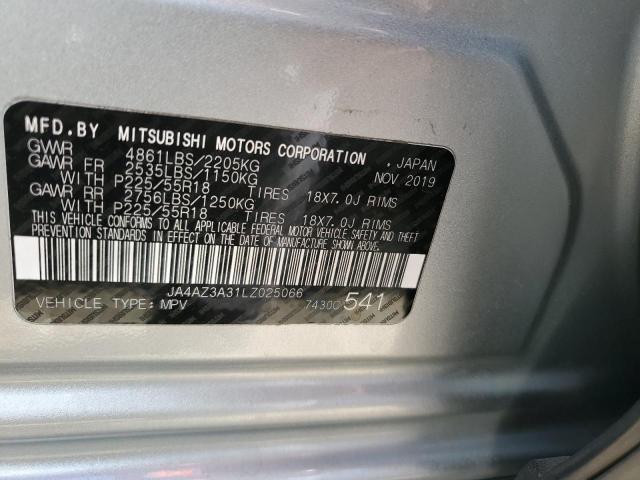 MFD.BY MITSUBISHI MOTORS CORPORATION , JAPAN
GVWR 4861LBS/2205KG NOV 2019
GAWR FR 2535LBS/1150KG
WITH P225/55R18 TIRES 18X7.0J RIMS
GAWR RR 2756LBS/1250KG
WITH P225/55R18 TIRES 18X7.0J RIMS
THIS VEHICLE CONFORMS TO ALL APPLICABLE FEDERAL MOTOR VEHICLE SAFETY AND THEFT
PREVENTION STANDARDS IN EFFECT ON THE DATE OF MANUFACTURE SHOWN ABOVE.
JA4AZ3A31LZ025066
VEHICLE TYPE: MPV 7430C 541